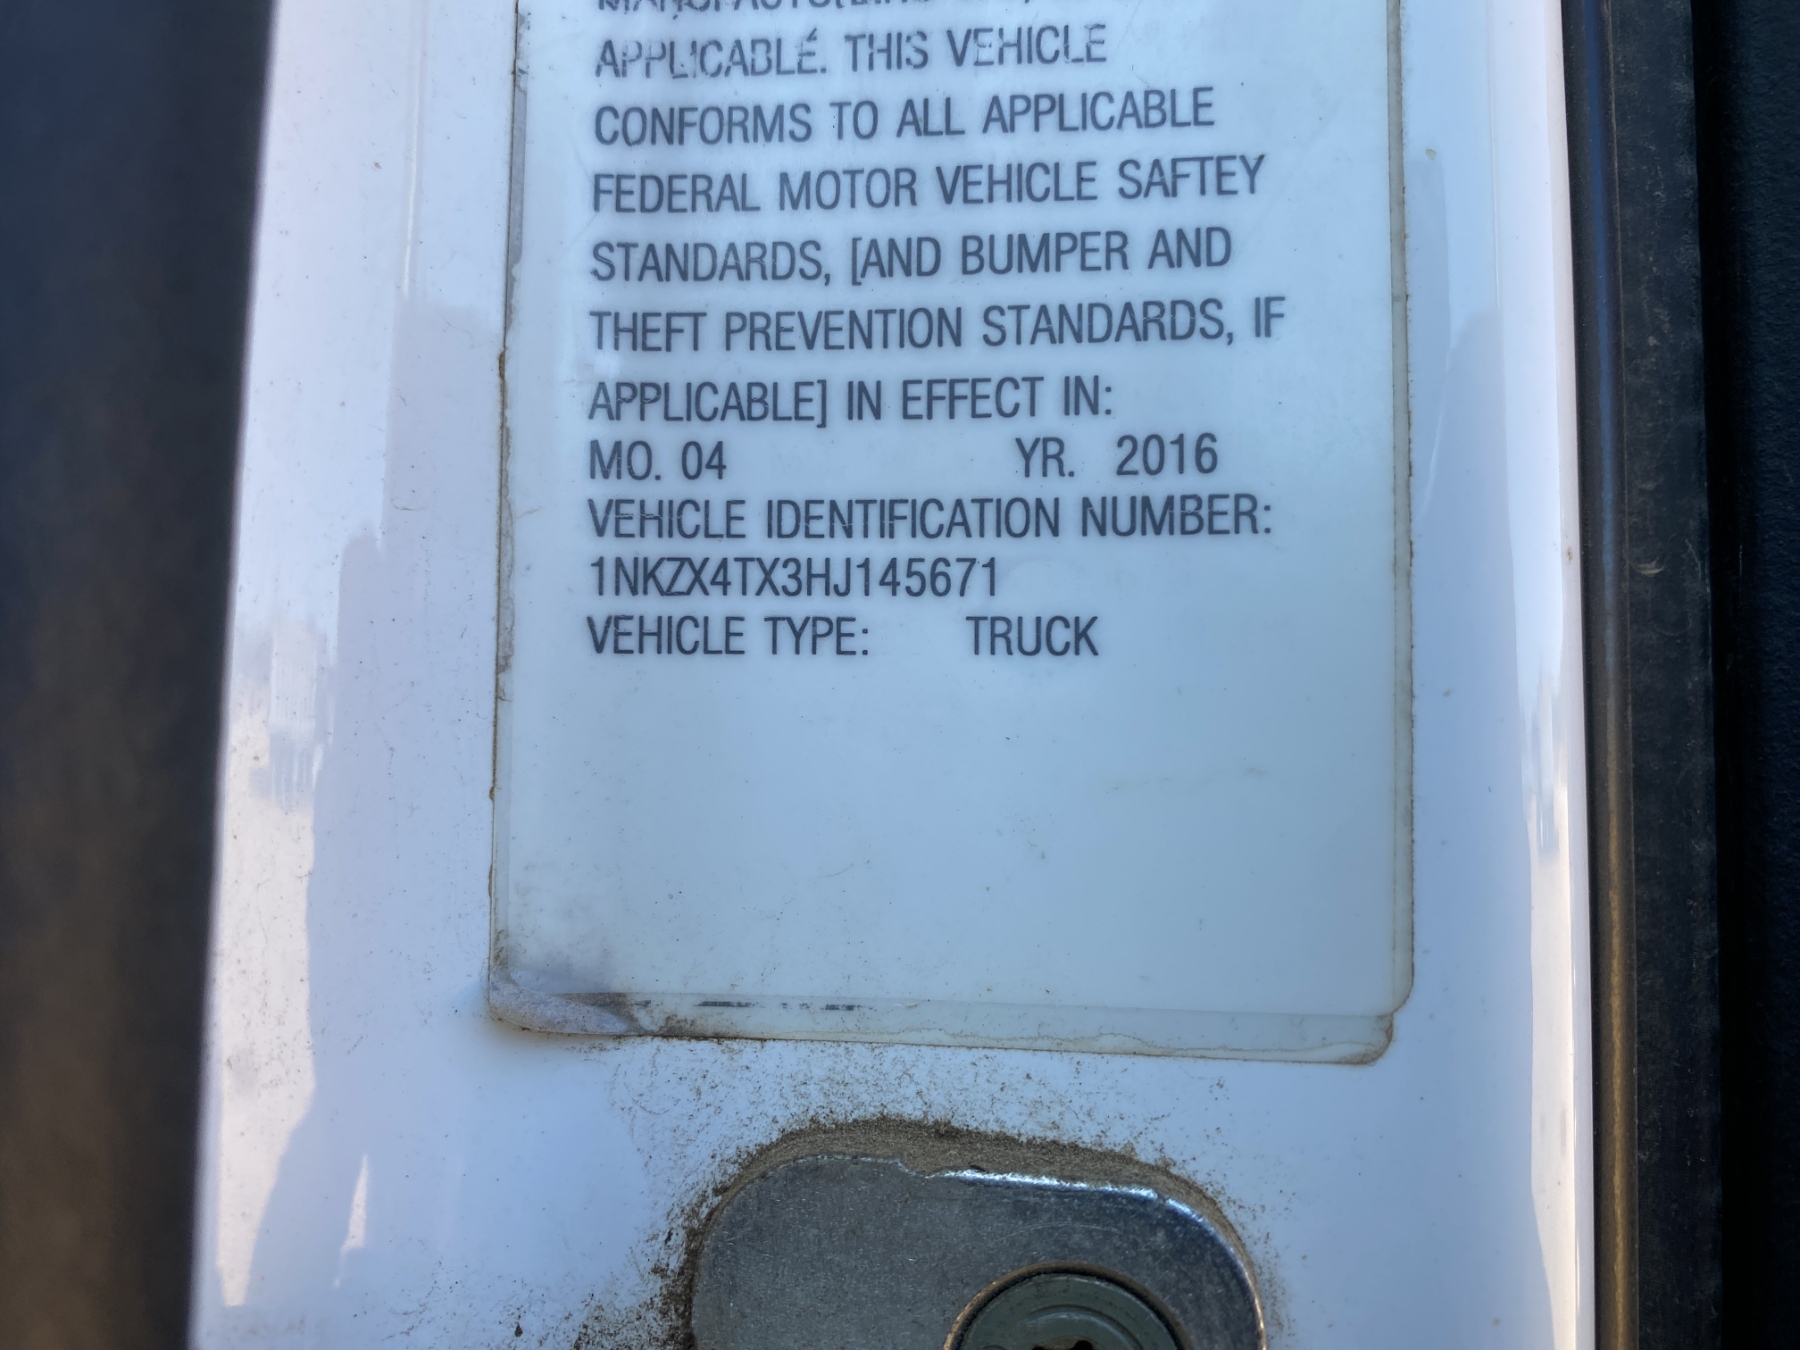 APPLICABLE. THIS VEHICLE
CONFORMS TO ALL APPLICABLE
FEDERAL MOTOR VEHICLE SAFTEY
STANDARDS, [AND BUMPER AND
THEFT PREVENTION STANDARDS, IF
APPLICABLE] IN EFFECT IN:
MO. 04 YR. 2016
VEHICLE IDENTIFICATION NUMBER:
1NKZX4TX3HJ145671
VEHICLE TYPE: TRUCK